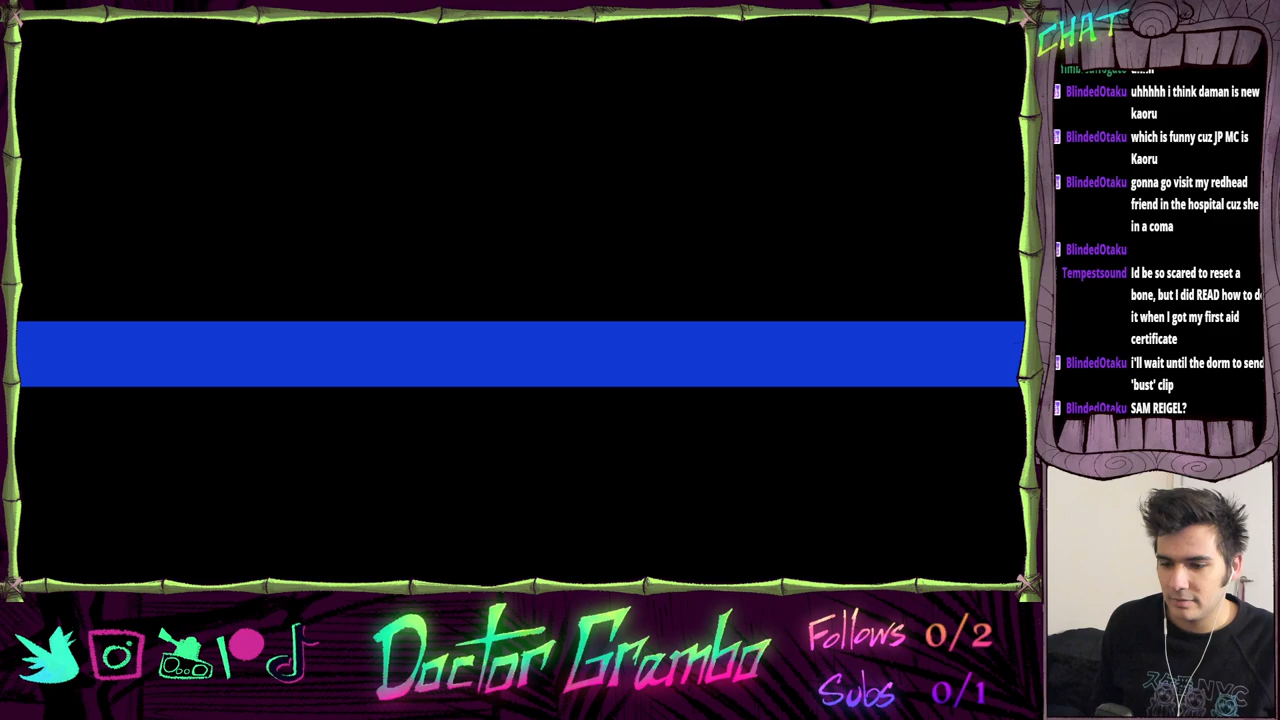 CHAT
BlindedOtaku uhhhhh i think daman is new
kaoru
BlindedOtaku which is funny cuz JP MC is
Kaoru
BlindedOtaku gonna go visit my redhead
friend in the hospital cuz she
in a coma
BlindedOtaku
Tempestsound Id be so scared to reset a
bone, but I did READ how to do
it when I got my first aid
certificate
BlindedOtaku i'll wait until the dorm to send
'bust' clip
BlindedOtaku SAM REIGEL?
Doctor Grambo
Follows 0/2
Subs 0/1
NYC